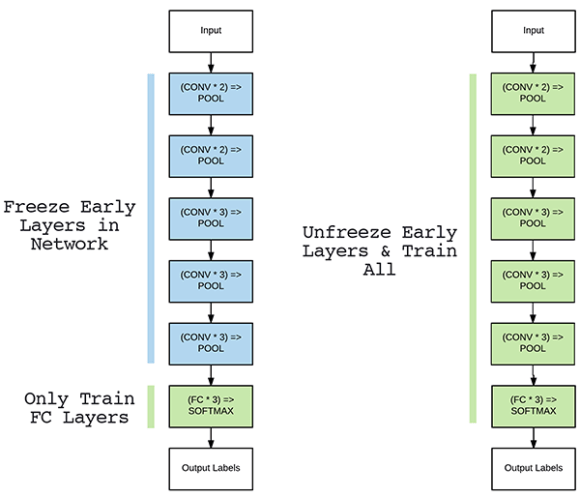 Input
(CONV * 2) =>
POOL
(CONV * 2) =>
POOL
(CONV * 3) =>
POOL
(CONV * 3) =>
POOL
(CONV * 3) =>
POOL
(FC * 3) =>
SOFTMAX
Output Labels
Freeze Early
Layers in
Network
Only Train
FC Layers
Input
(CONV * 2) =>
POOL
(CONV * 2) =>
POOL
(CONV * 3) =>
POOL
(CONV * 3) =>
POOL
(CONV * 3) =>
POOL
(FC * 3) =>
SOFTMAX
Output Labels
Unfreeze Early
Layers & Train
All